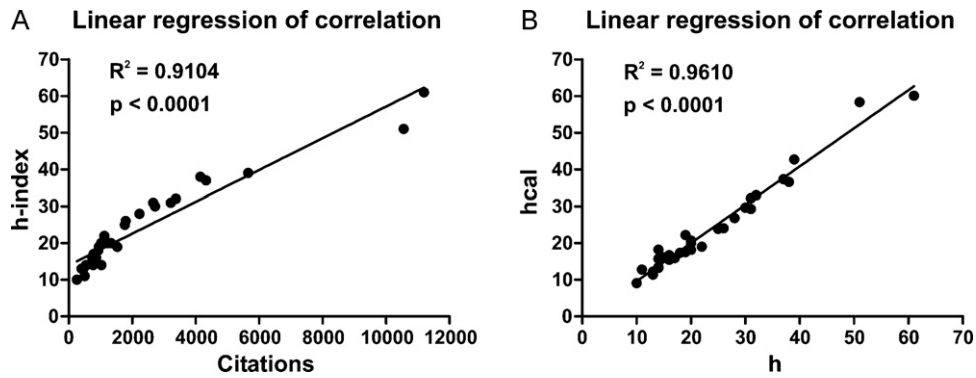 A Linear regression of correlation
R² = 0.9104
p < 0.0001
h-index
70
60
50
40
30
20
10
0
0 2000 4000 6000 8000 10000 12000
Citations
B Linear regression of correlation
R² = 0.9610
p < 0.0001
hcal
70
60
50
40
30
20
10
0
0 10 20 30 40 50 60 70
h